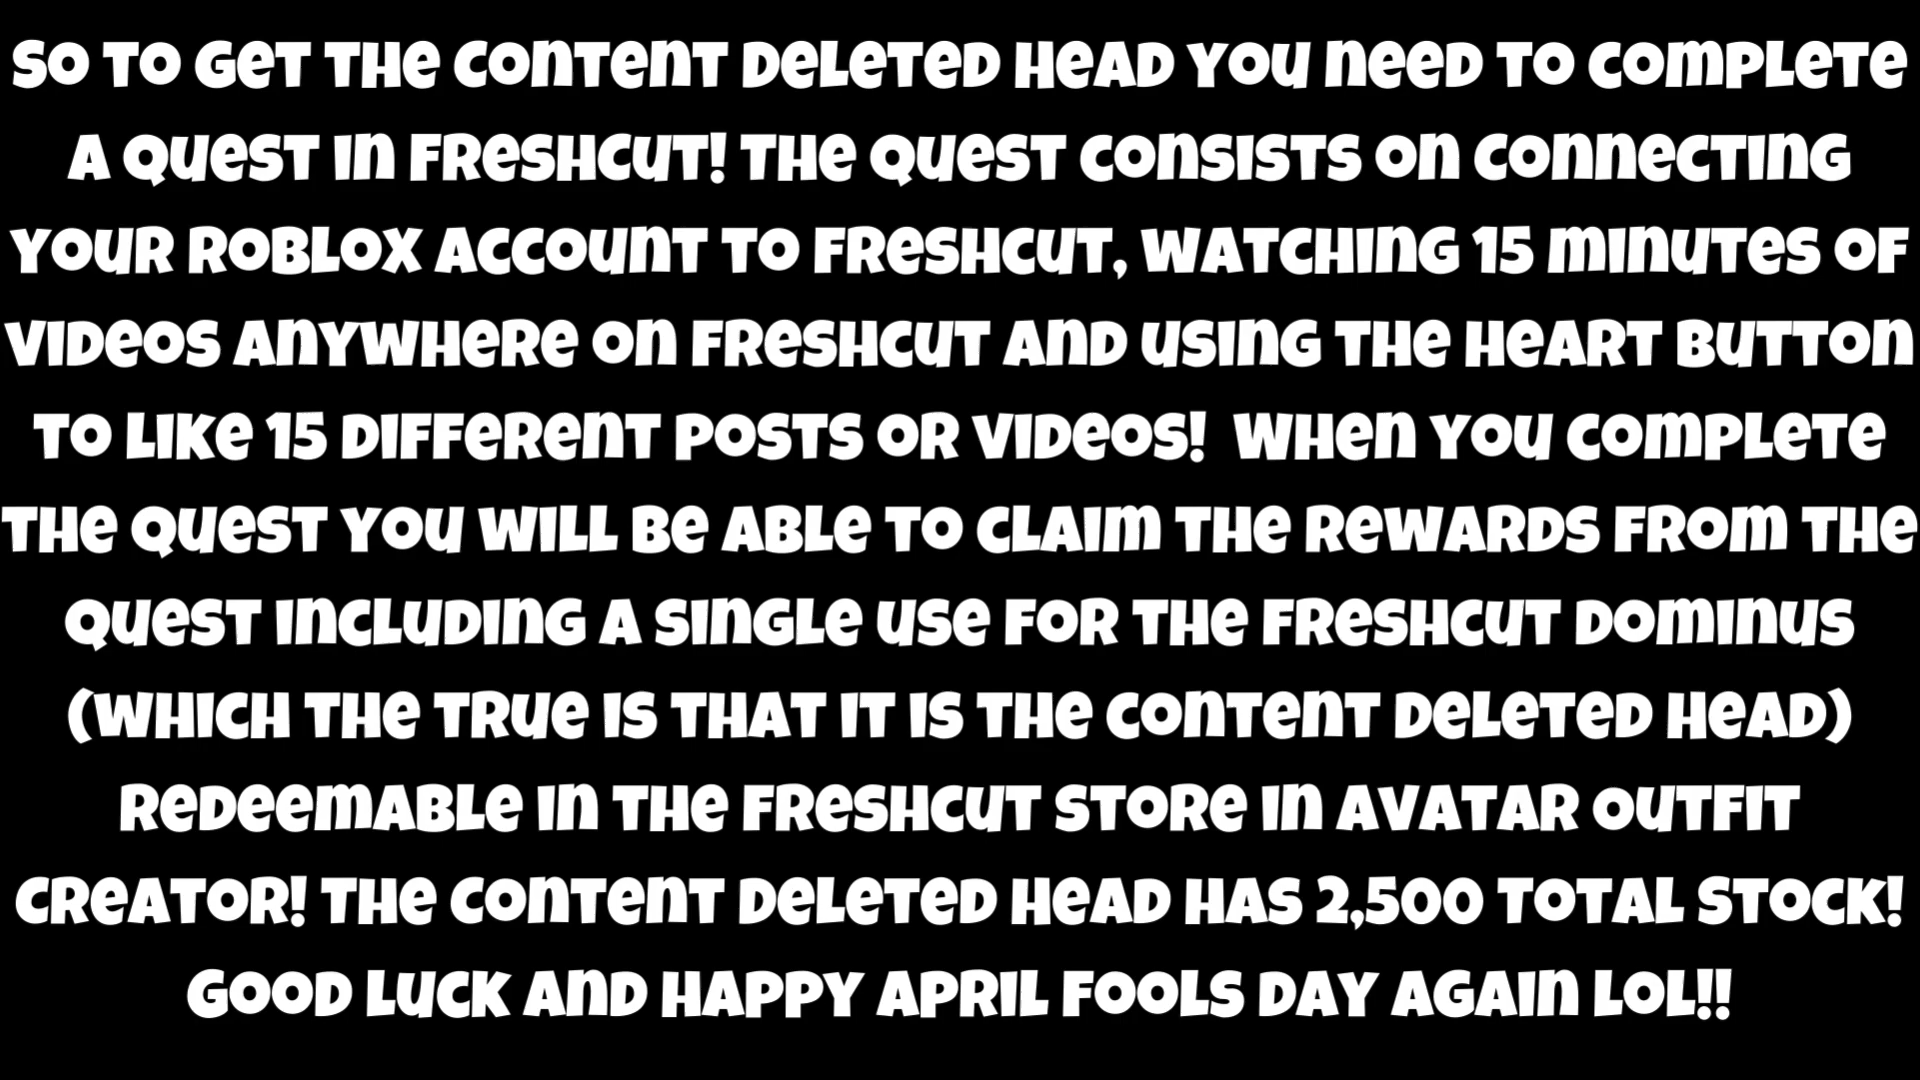 SO TO GET THE CONTENT DELETED HEAD YOU NEED TO COMPLETE
A QUEST IN FRESHCUT! THE QUEST CONSISTS ON CONNECTING
YOUR ROBLOX ACCOUNT TO FRESHCUT, WATCHING 15 MINUTES OF
VIDEOS ANYWHERE ON FRESHCUT AND USING THE HEART BUTTON
TO LIKE 15 DIFFERENT POSTS OR VIDEOS! WHEN YOU COMPLETE
THE QUEST YOU WILL BE ABLE TO CLAIM THE REWARDS FROM THE
QUEST INCLUDING A SINGLE USE FOR THE FRESHCUT DOMINUS
(WHICH THE TRUE IS THAT IT IS THE CONTENT DELETED HEAD)
REDEEMABLE IN THE FRESHCUT STORE IN AVATAR OUTFIT
CREATOR! THE CONTENT DELETED HEAD HAS 2,500 TOTAL STOCK!
GOOD LUCK AND HAPPY APRIL FOOLS DAY AGAIN LOL!!